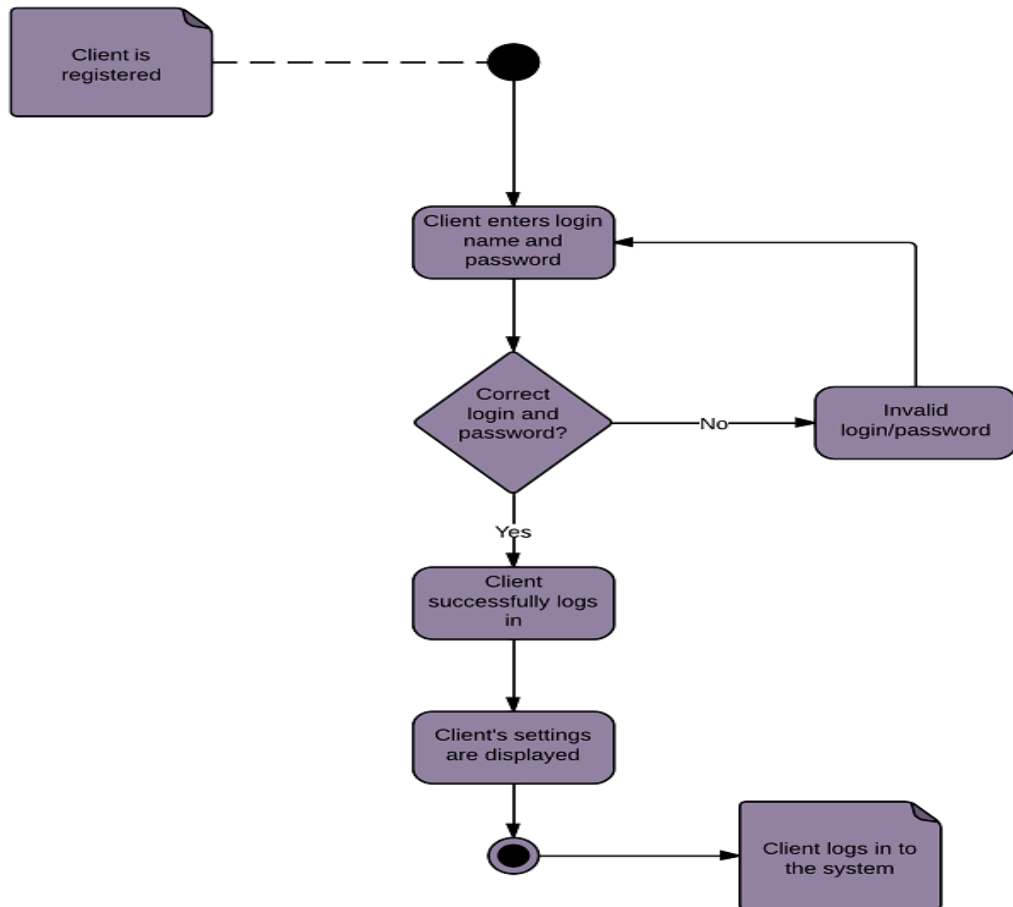 Client is
registered
Client enters login
name and
password
Correct
login and
password?
No
Invalid
login/password
Yes
Client
successfully logs
in
Client's settings
are displayed
Client logs in to
the system